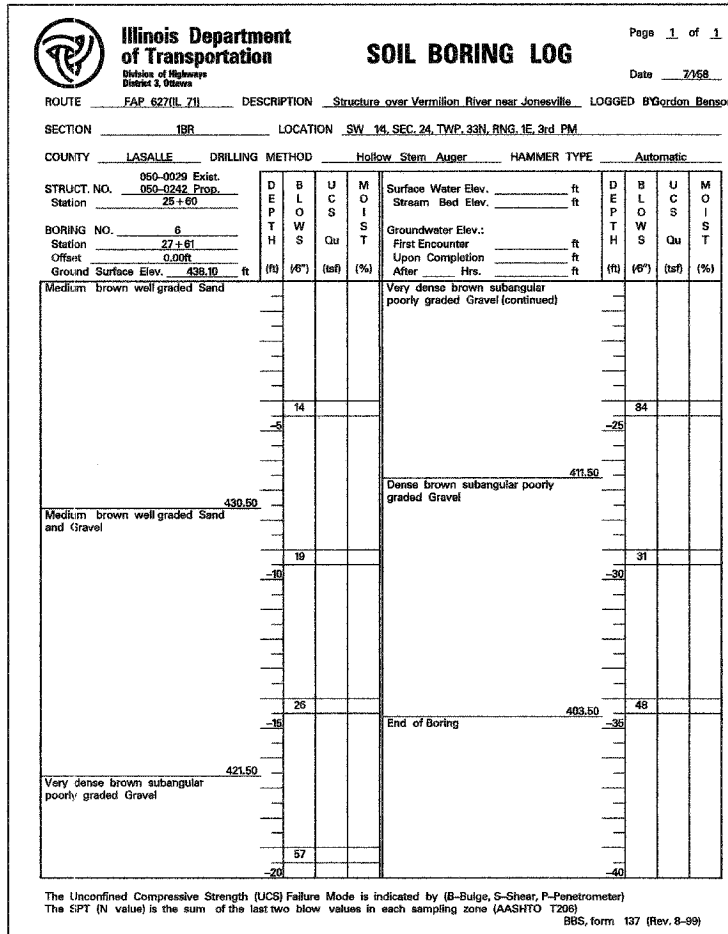 Illinois Department
of Transportation
Division of Highways
District 3, Ottawa
SOIL BORING LOG
Page 1 of 1
Date 7/1/58
ROUTE FAP 627(IL 71) DESCRIPTION Structure over Vermilion River near Jonesville LOGGED BY Gordon Benson
SECTION 1BR LOCATION SW 14, SEC. 24, TWP. 33N, RNG. 1E, 3rd PM
COUNTY LASALLE DRILLING METHOD Hollow Stem Auger HAMMER TYPE Automatic
050-0029 Exist.
STRUCT. NO. 050-0242 Prop.
Station 25+60
BORING NO. 6
Station 27+61
Offset 0.00ft
Ground Surface Elev. 438.10 ft
DEPTH (ft)
BLOWS (/6")
UCS Qu (tsf)
MOIST (%)
Surface Water Elev. ft
Stream Bed Elev. ft
Groundwater Elev.:
First Encounter ft
Upon Completion ft
After Hrs. ft
DEPTH (ft)
BLOWS (/6")
UCS Qu (tsf)
MOIST (%)
Medium brown well graded Sand
14
-5
430.50
Medium brown well graded Sand
and Gravel
19
-10
26
-15
421.50
Very dense brown subangular
poorly graded Gravel
57
-20
Very dense brown subangular
poorly graded Gravel (continued)
84
-25
411.50
Dense brown subangular poorly
graded Gravel
31
-30
48
403.50
End of Boring
-35
-40
The Unconfined Compressive Strength (UCS) Failure Mode is indicated by (B-Bulge, S-Shear, P-Penetrometer)
The SPT (N value) is the sum of the last two blow values in each sampling zone (AASHTO T206)
BBS, form 137 (Rev. 8-99)